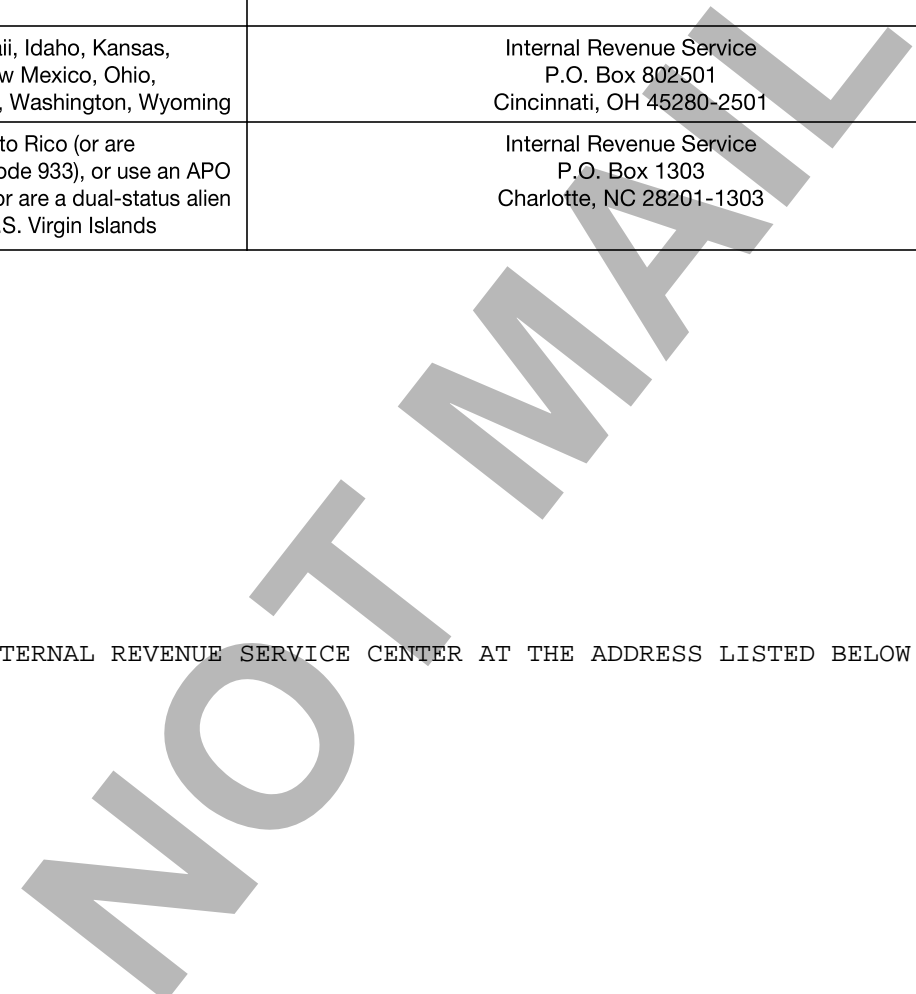 ii, Idaho, Kansas,
w Mexico, Ohio,
, Washington, Wyoming
Internal Revenue Service
P.O. Box 802501
Cincinnati, OH 45280-2501
to Rico (or are
ode 933), or use an APO
or are a dual-status alien
.S. Virgin Islands
Internal Revenue Service
P.O. Box 1303
Charlotte, NC 28201-1303
TERNAL REVENUE SERVICE CENTER AT THE ADDRESS LISTED BELOW
NOT MAIL